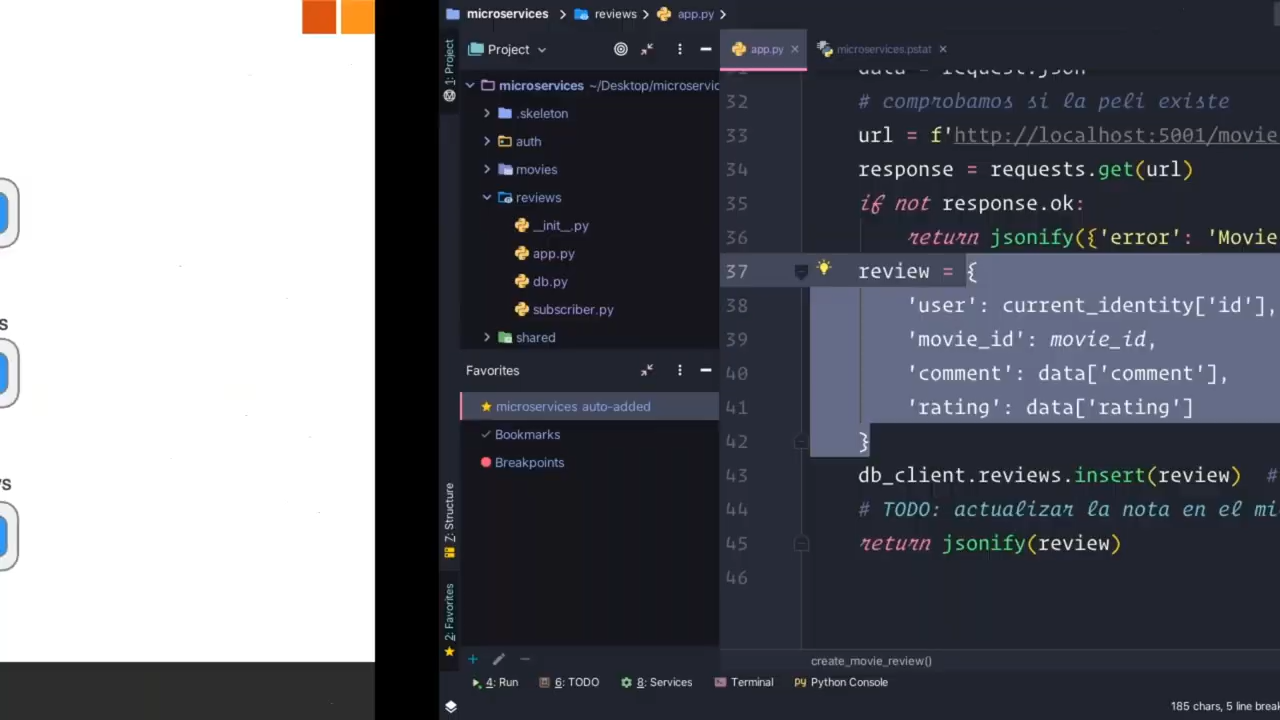 microservices
reviews
app.py
1: Project
Project
app.py
microservices.pstat
microservices ~/Desktop/microservic
.skeleton
auth
movies
reviews
__init__.py
app.py
db.py
subscriber.py
shared
Favorites
microservices auto-added
Bookmarks
Breakpoints
Z: Structure
2: Favorites
data = request.json
32 # comprobamos si la peli existe
33 url = f'http://localhost:5001/movie
34 response = requests.get(url)
35 if not response.ok:
36 return jsonify({'error': 'Movie
37 review = {
38 'user': current_identity['id'],
39 'movie_id': movie_id,
40 'comment': data['comment'],
41 'rating': data['rating']
42 }
43 db_client.reviews.insert(review) #
44 # TODO: actualizar la nota en el mi
45 return jsonify(review)
46
create_movie_review()
4: Run
6: TODO
8: Services
Terminal
Python Console
185 chars, 5 line break